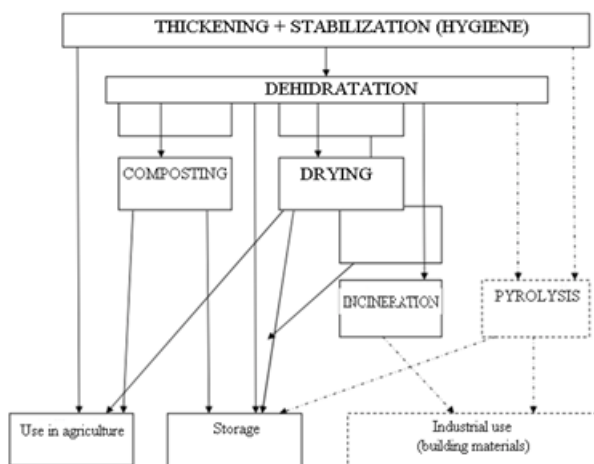 THICKENING + STABILIZATION (HYGIENE)
DEHIDRATATION
COMPOSTING
DRYING
INCINERATION
PYROLYSIS
Use in agriculture
Storage
Industrial use
(building materials)